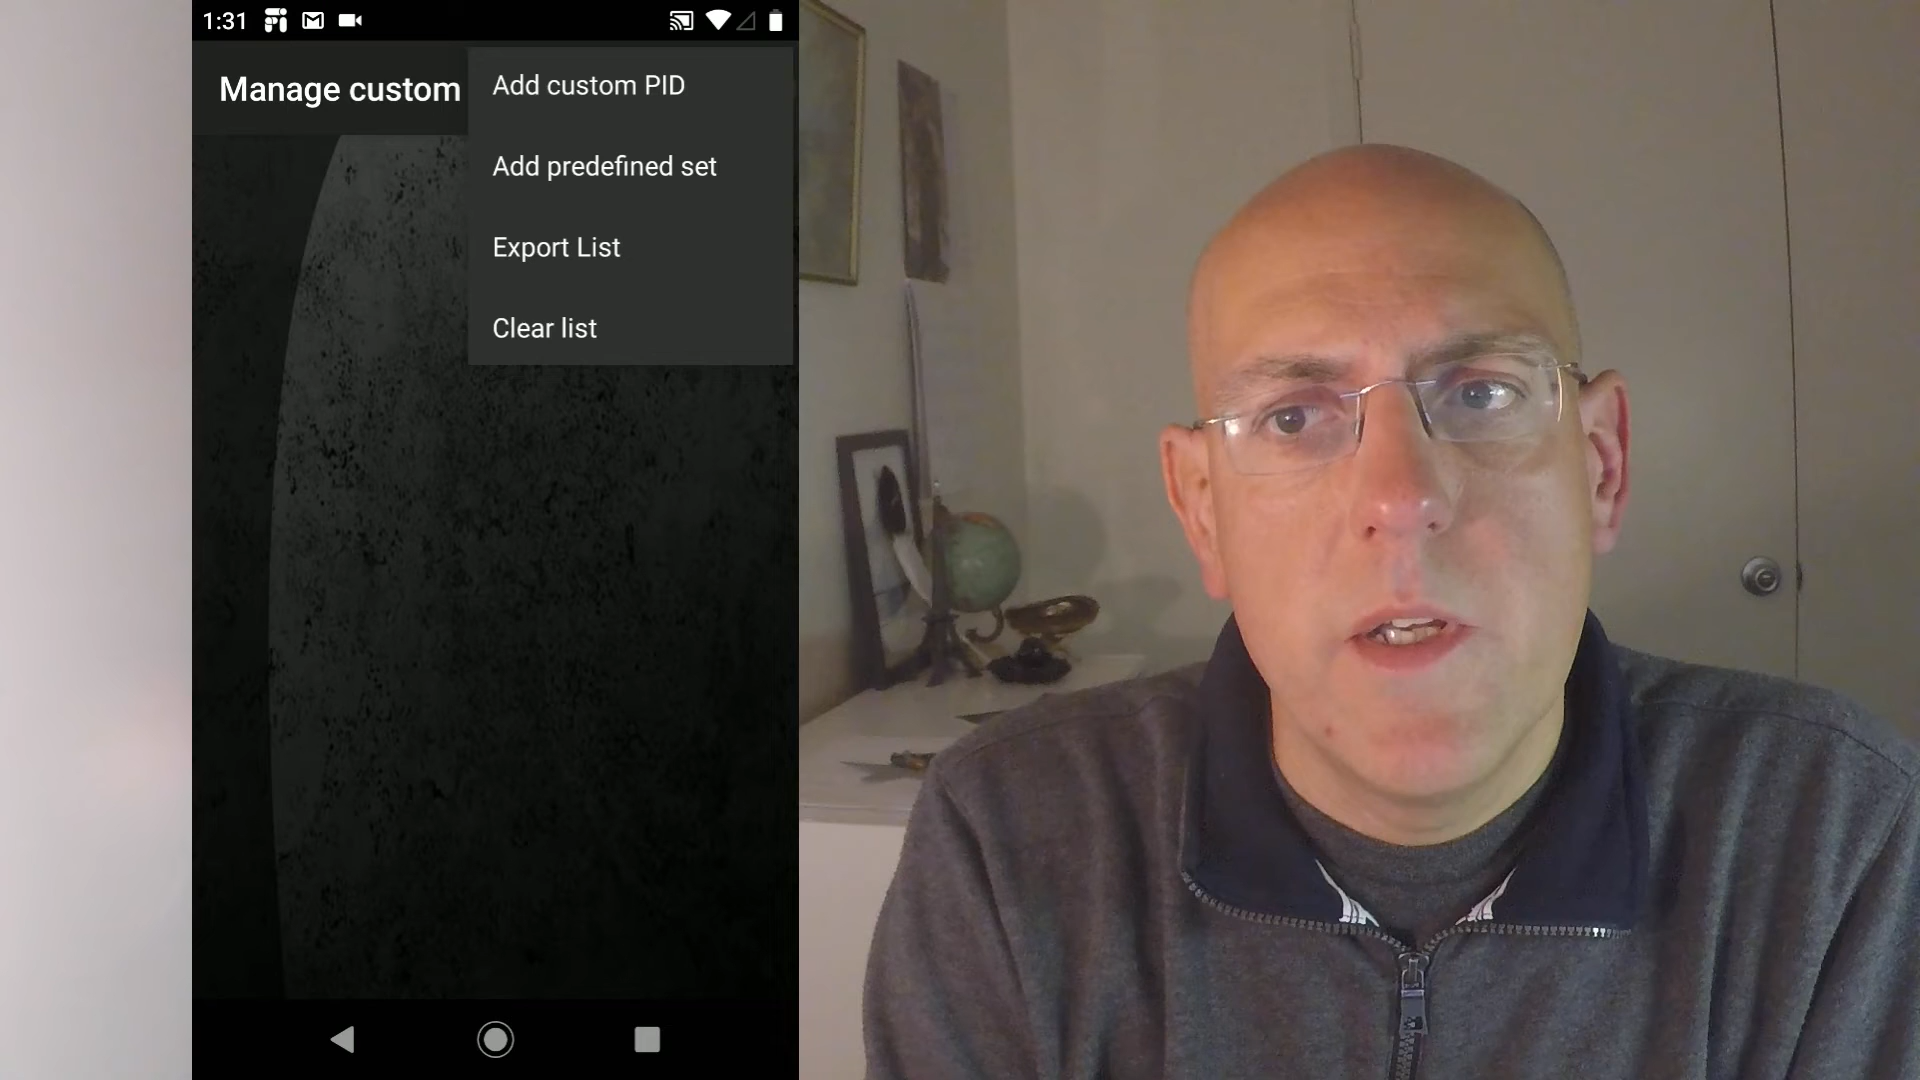 1:31
Manage custom
Add custom PID
Add predefined set
Export List
Clear list